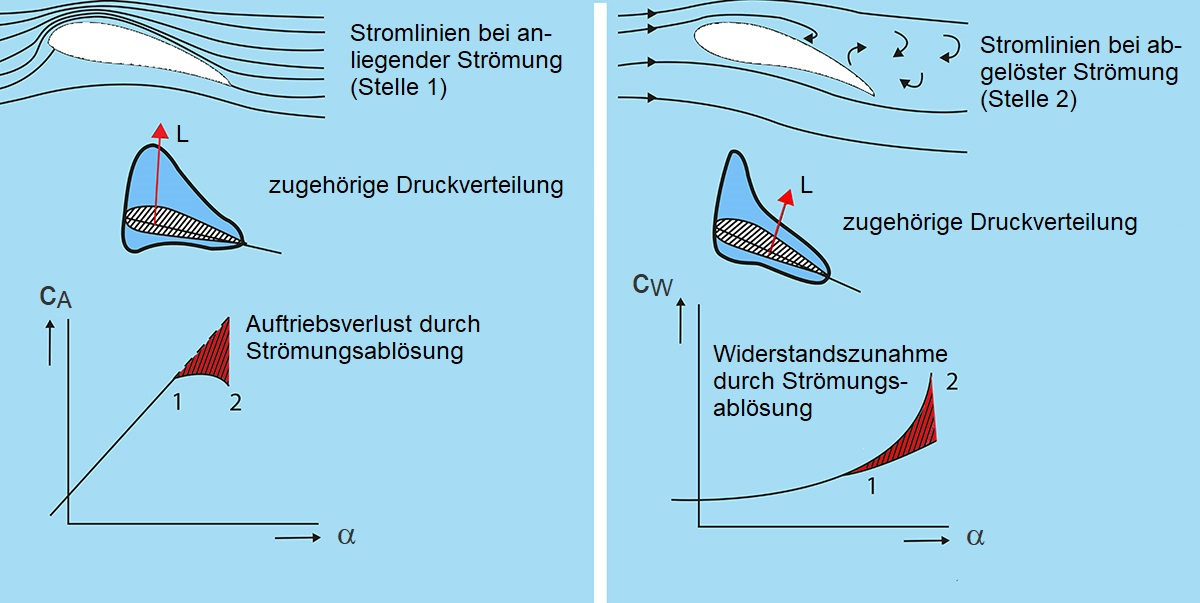 Stromlinien bei an-
liegender Strömung
(Stelle 1)
L
zugehörige Druckverteilung
CA
Auftriebsverlust durch
Strömungsablösung
1
2
α
Stromlinien bei ab-
gelöster Strömung
(Stelle 2)
L
zugehörige Druckverteilung
CW
Widerstandszunahme
durch Strömungs-
ablösung
2
1
α